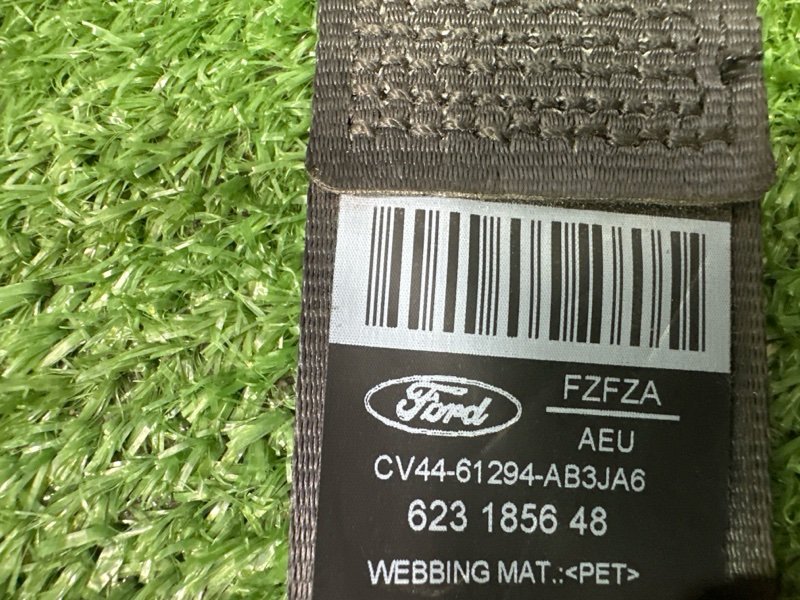 Ford
FZFZA
AEU
CV44-61294-AB3JA6
623 1856 48
WEBBING MAT.:<PET>